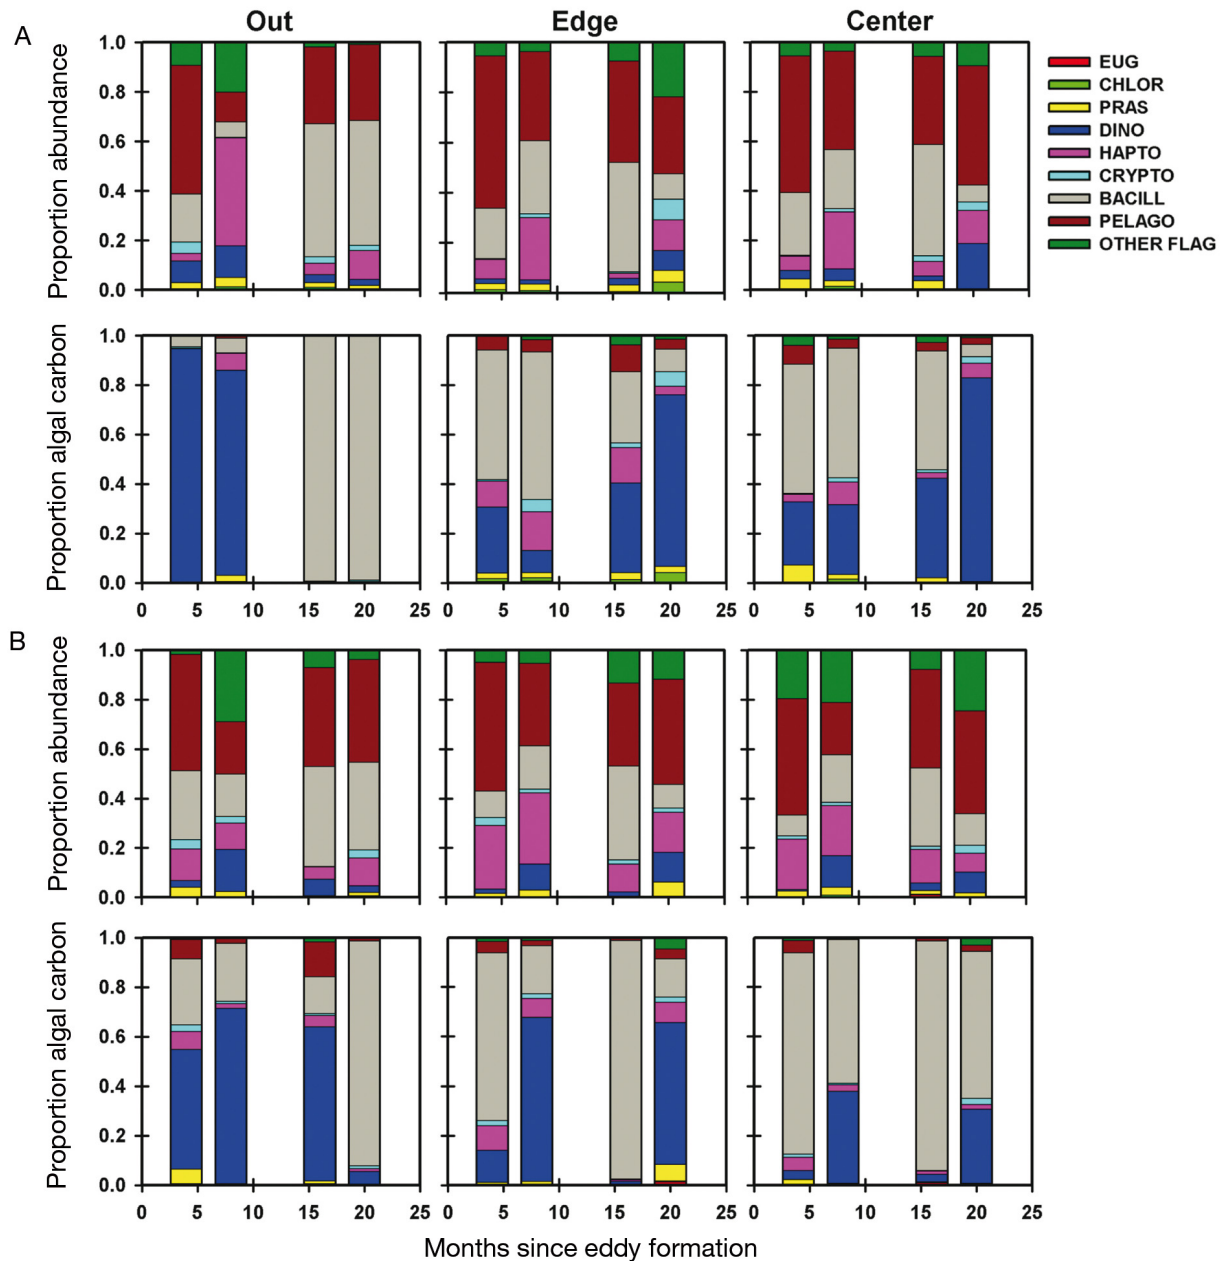 A
Out
Edge
Center
Proportion abundance
1.0
0.8
0.6
0.4
0.2
0.0
EUG
CHLOR
PRAS
DINO
HAPTO
CRYPTO
BACILL
PELAGO
OTHER FLAG
Proportion algal carbon
1.0
0.8
0.6
0.4
0.2
0.0
0 5 10 15 20 25
0 5 10 15 20 25
0 5 10 15 20 25
B
Proportion abundance
1.0
0.8
0.6
0.4
0.2
0.0
Proportion algal carbon
1.0
0.8
0.6
0.4
0.2
0.0
0 5 10 15 20 25
0 5 10 15 20 25
0 5 10 15 20 25
Months since eddy formation